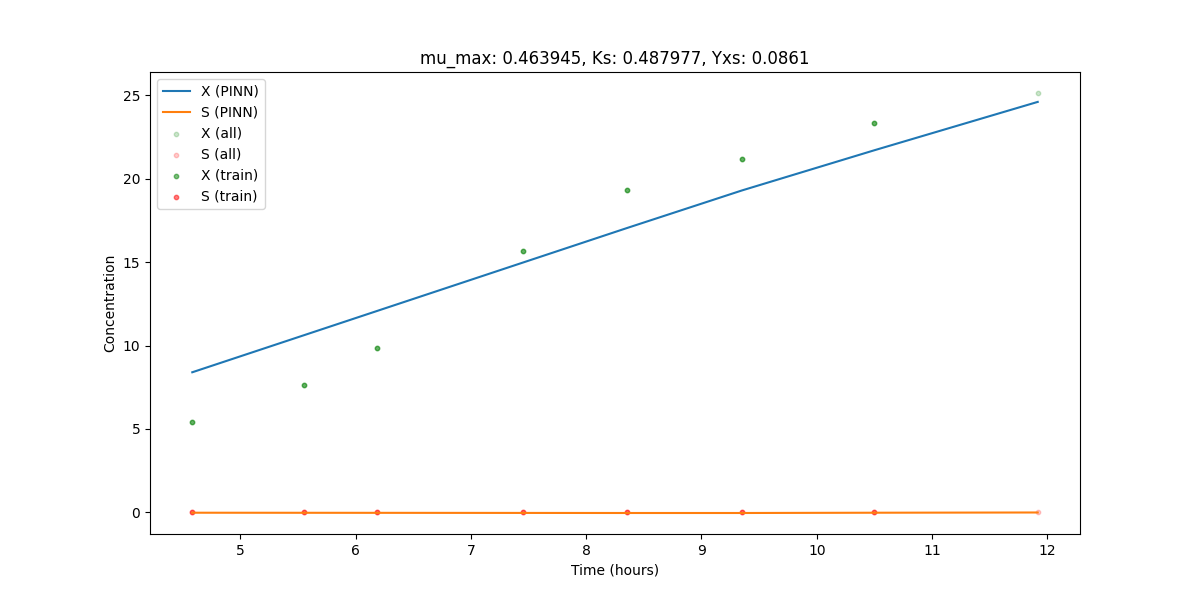 mu_max: 0.463945, Ks: 0.487977, Yxs: 0.0861
X (PINN)
S (PINN)
X (all)
S (all)
X (train)
S (train)
Concentration
25
20
15
10
5
0
5 6 7 8 9 10 11 12
Time (hours)